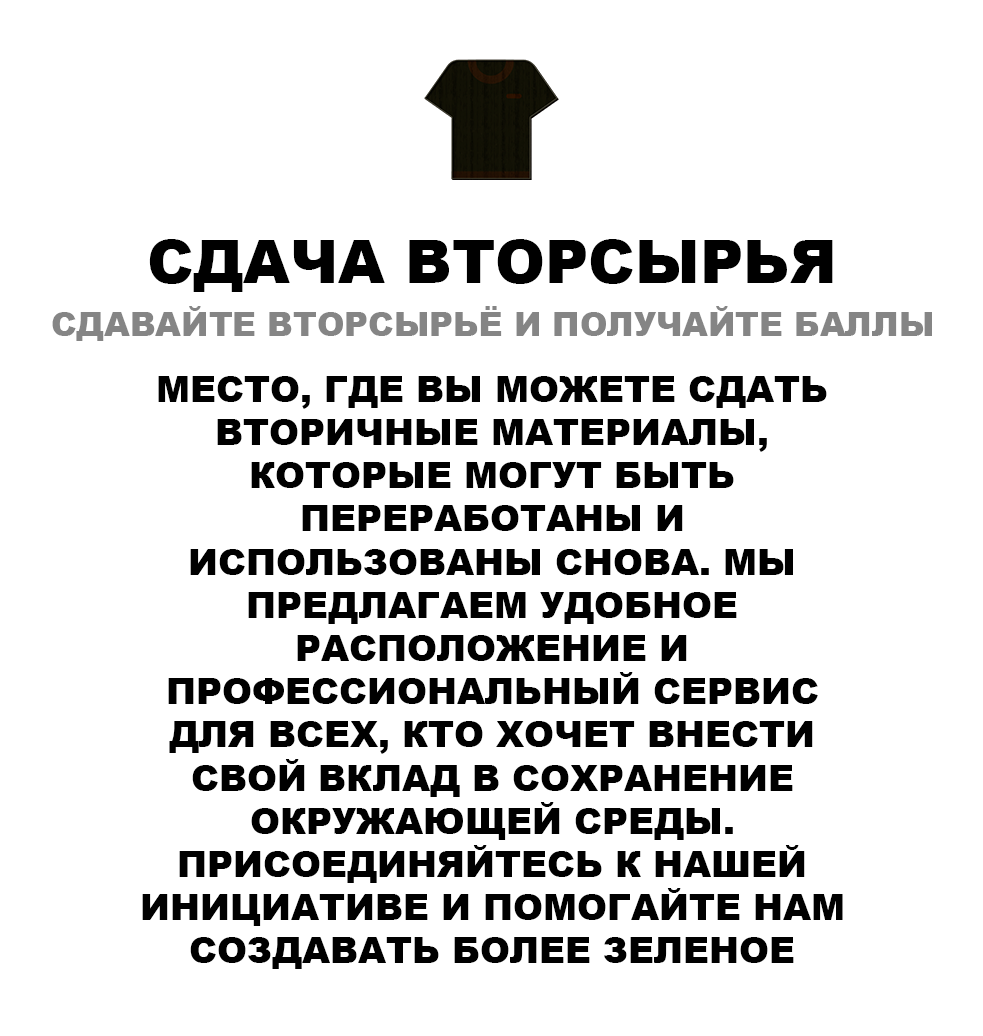 СДАЧА ВТОРСЫРЬЯ
СДАВАЙТЕ ВТОРСЫРЬЁ И ПОЛУЧАЙТЕ БАЛЛЫ
МЕСТО, ГДЕ ВЫ МОЖЕТЕ СДАТЬ
ВТОРИЧНЫЕ МАТЕРИАЛЫ,
КОТОРЫЕ МОГУТ БЫТЬ
ПЕРЕРАБОТАНЫ И
ИСПОЛЬЗОВАНЫ СНОВА. МЫ
ПРЕДЛАГАЕМ УДОБНОЕ
РАСПОЛОЖЕНИЕ И
ПРОФЕССИОНАЛЬНЫЙ СЕРВИС
ДЛЯ ВСЕХ, КТО ХОЧЕТ ВНЕСТИ
СВОЙ ВКЛАД В СОХРАНЕНИЕ
ОКРУЖАЮЩЕЙ СРЕДЫ.
ПРИСОЕДИНЯЙТЕСЬ К НАШЕЙ
ИНИЦИАТИВЕ И ПОМОГАЙТЕ НАМ
СОЗДАВАТЬ БОЛЕЕ ЗЕЛЕНОЕ